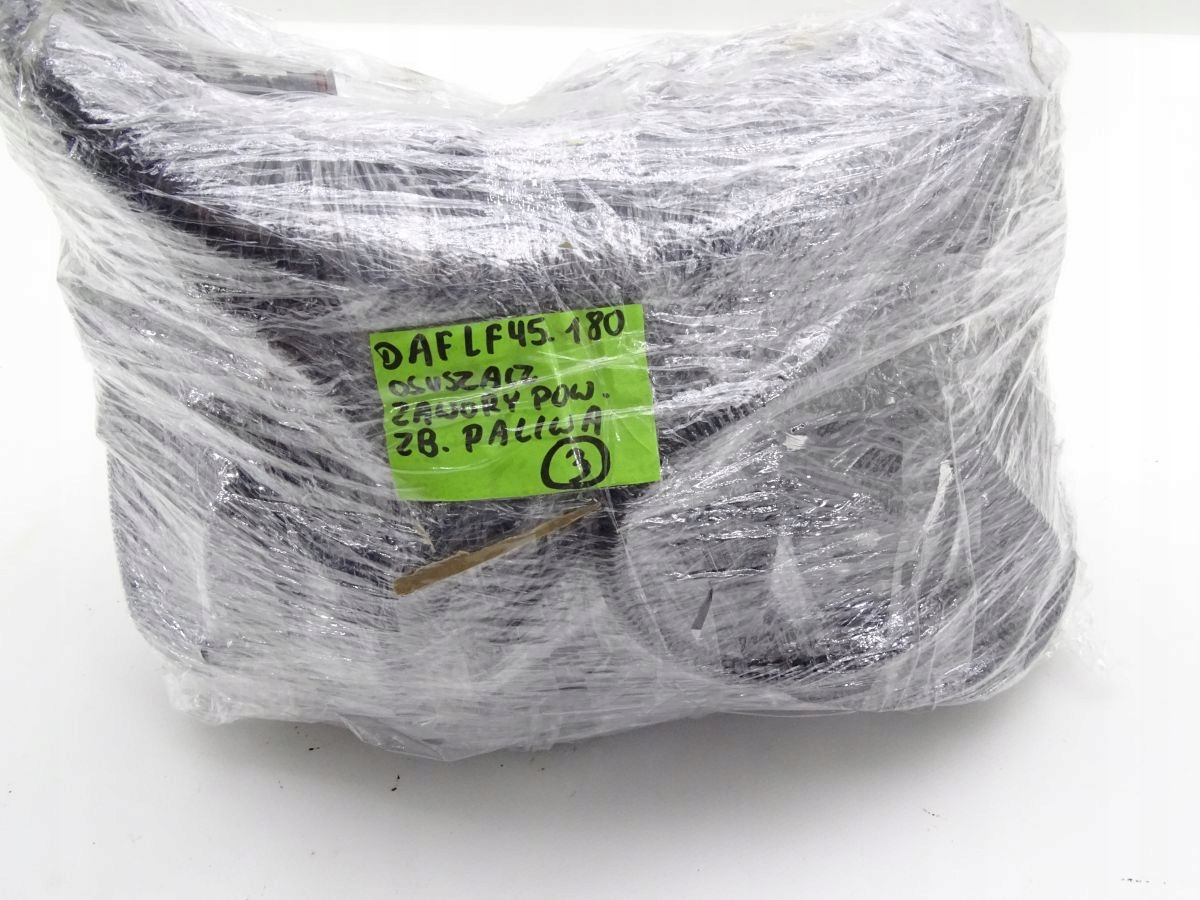 DAF LF45.180
OSUSZACZ
ZAWORY POW.
ZB. PALIWA
3